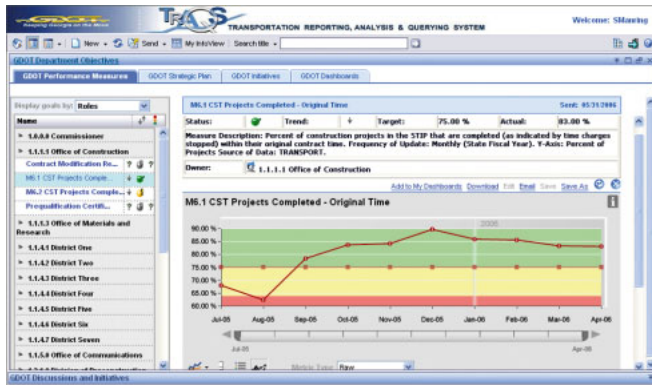 GDOT
Keeping Georgia on the Move
TRAQS
TRANSPORTATION REPORTING, ANALYSIS & QUERYING SYSTEM
Welcome: SManring
New
Send
My InfoView
Search title
GDOT Department Objectives
GDOT Performance Measures
GDOT Strategic Plan
GDOT Initiatives
GDOT Dashboards
Display goals by: Roles
Name
1.0.0.0 Commissioner
1.1.1.1 Office of Construction
Contract Modification Re... ? ?
M6.1 CST Projects Comple...
M6.2 CST Projects Comple...
Prequalification Certifi... ? ?
1.1.1.3 Office of Materials and Research
1.1.4.1 District One
1.1.4.2 District Two
1.1.4.3 District Three
1.1.4.4 District Four
1.1.4.5 District Five
1.1.4.6 District Six
1.1.4.7 District Seven
1.1.5.0 Office of Communications
M6.1 CST Projects Completed - Original Time
Sent: 05/31/2006
Status: Trend: Target: 75.00 % Actual: 83.00 %
Measure Description: Percent of construction projects in the STIP that are completed (as indicated by time charges
stopped) within their original contract time. Frequency of Update: Monthly (State Fiscal Year). Y-Axis: Percent of
Projects Source of Data: TRANSPORT.
Owner: 1.1.1.1 Office of Construction
Add to My Dashboards Download Edit Email Save Save As
M6.1 CST Projects Completed - Original Time
2006
90.00 %
85.00 %
80.00 %
75.00 %
70.00 %
65.00 %
60.00 %
Jul-05 Aug-05 Sep-05 Oct-05 Nov-05 Dec-05 Jan-06 Feb-06 Mar-06 Apr-06
Jul-05 Apr-06
Metric Type Raw
GDOT Discussions and Initiatives